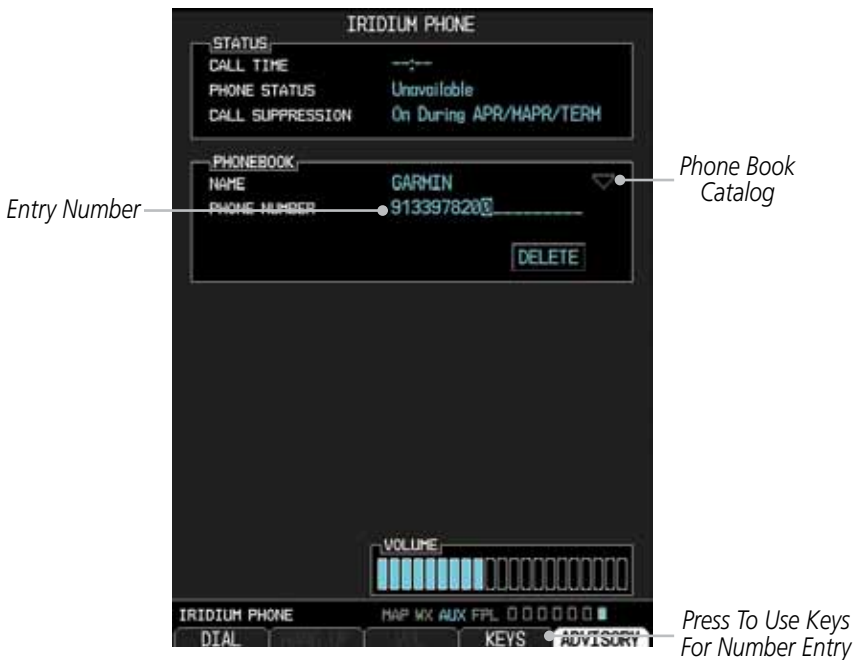 IRIDIUM PHONE
STATUS
CALL TIME --:--
PHONE STATUS Unavailable
CALL SUPPRESSION On During APR/MAPR/TERM
PHONEBOOK
NAME GARMIN
PHONE NUMBER 9133978200
DELETE
Entry Number
Phone Book
Catalog
VOLUME
IRIDIUM PHONE MAP WX AUX FPL
DIAL KEYS ADVISORY
Press To Use Keys
For Number Entry